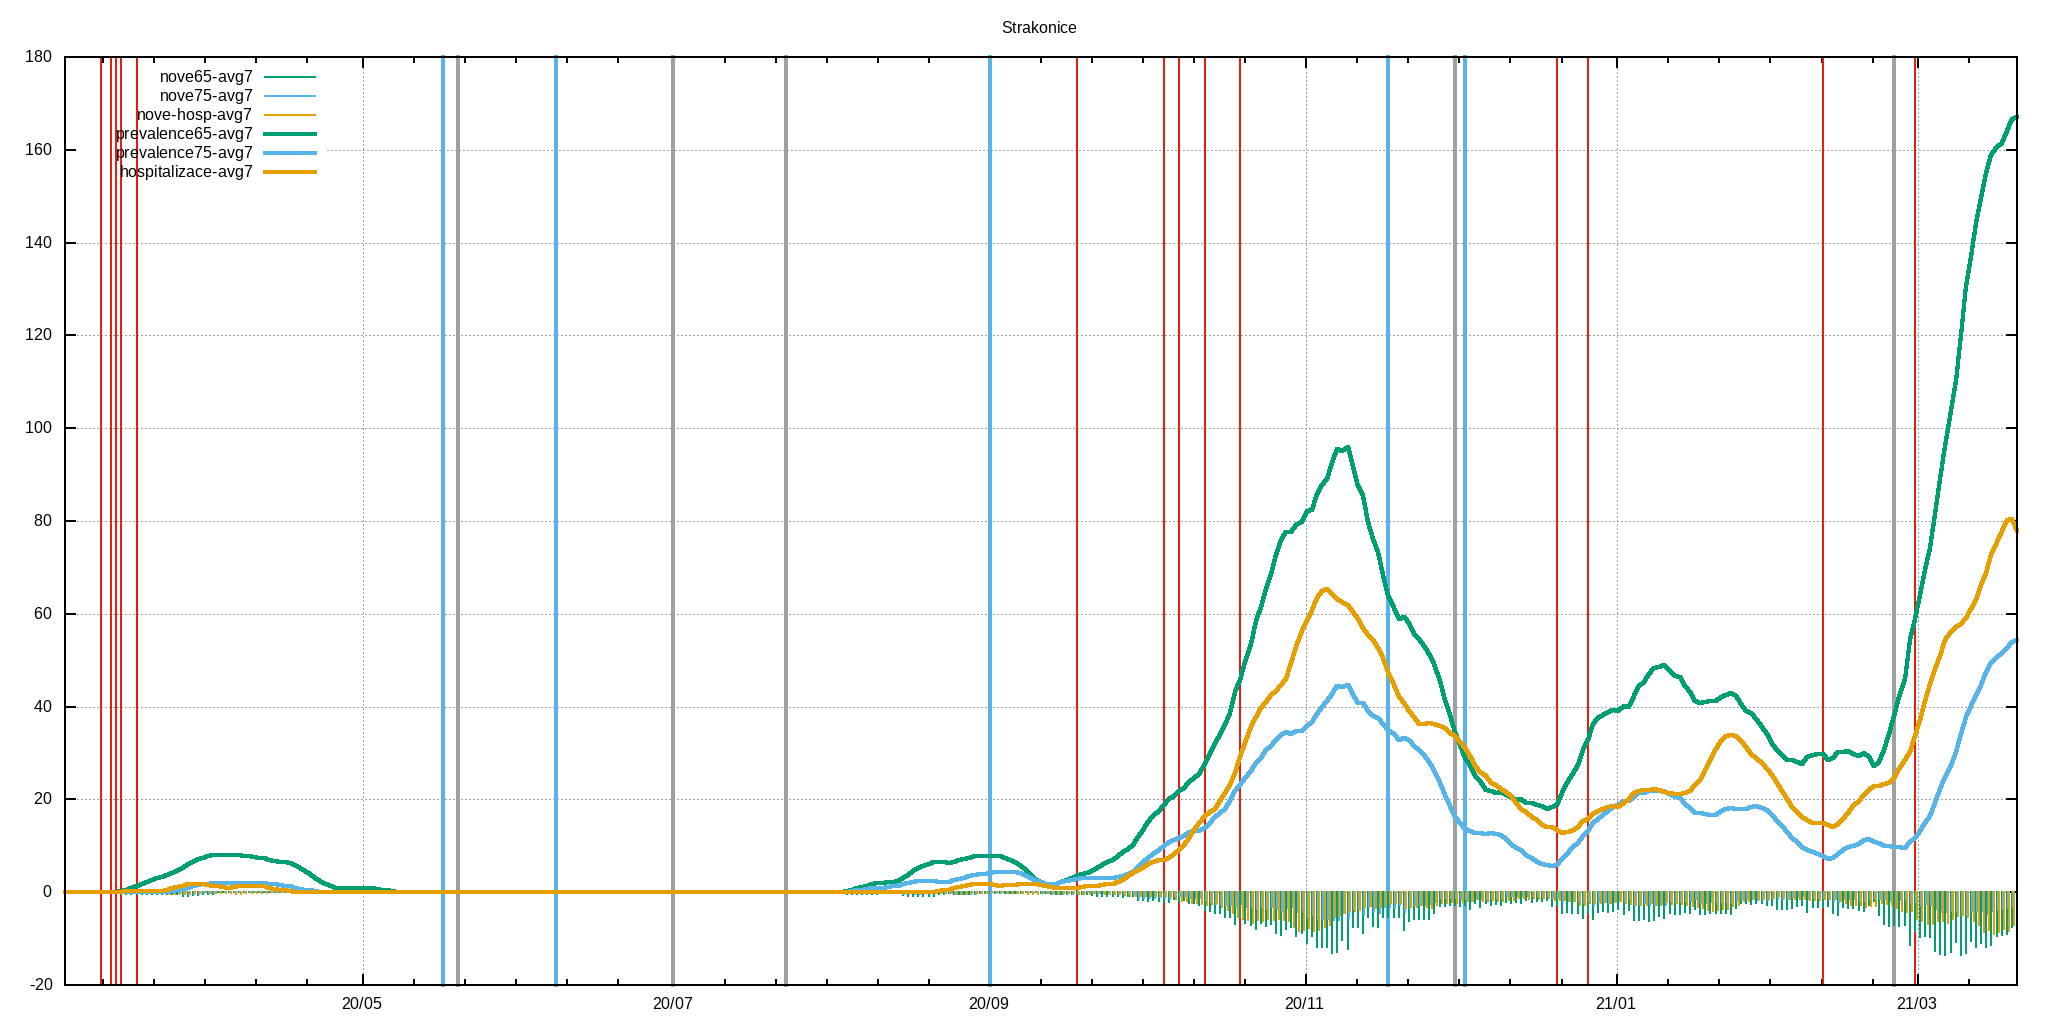 Strakonice
180
160
140
120
100
80
60
40
20
0
-20
nove65-avg7
nove75-avg7
nove-hosp-avg7
prevalence65-avg7
prevalence75-avg7
hospitalizace-avg7
20/05
20/07
20/09
20/11
21/01
21/03